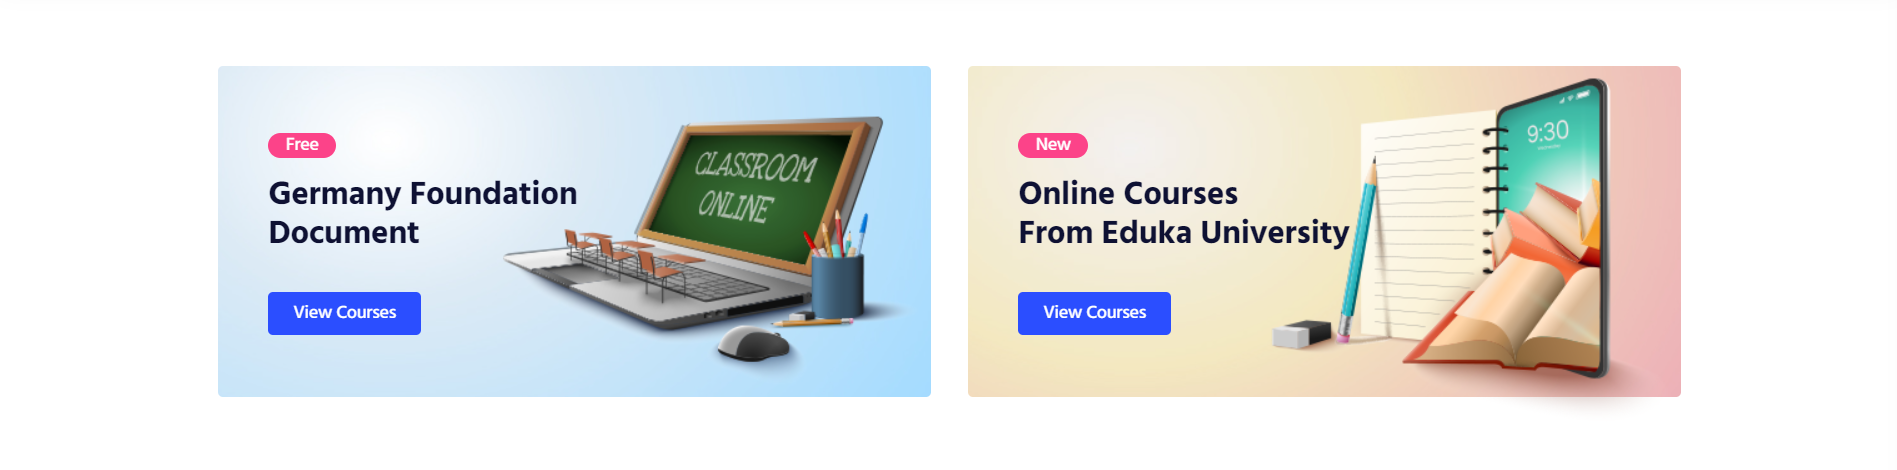 Free
Germany Foundation
Document
View Courses
CLASSROOM
ONLINE
New
Online Courses
From Eduka University
View Courses
9:30